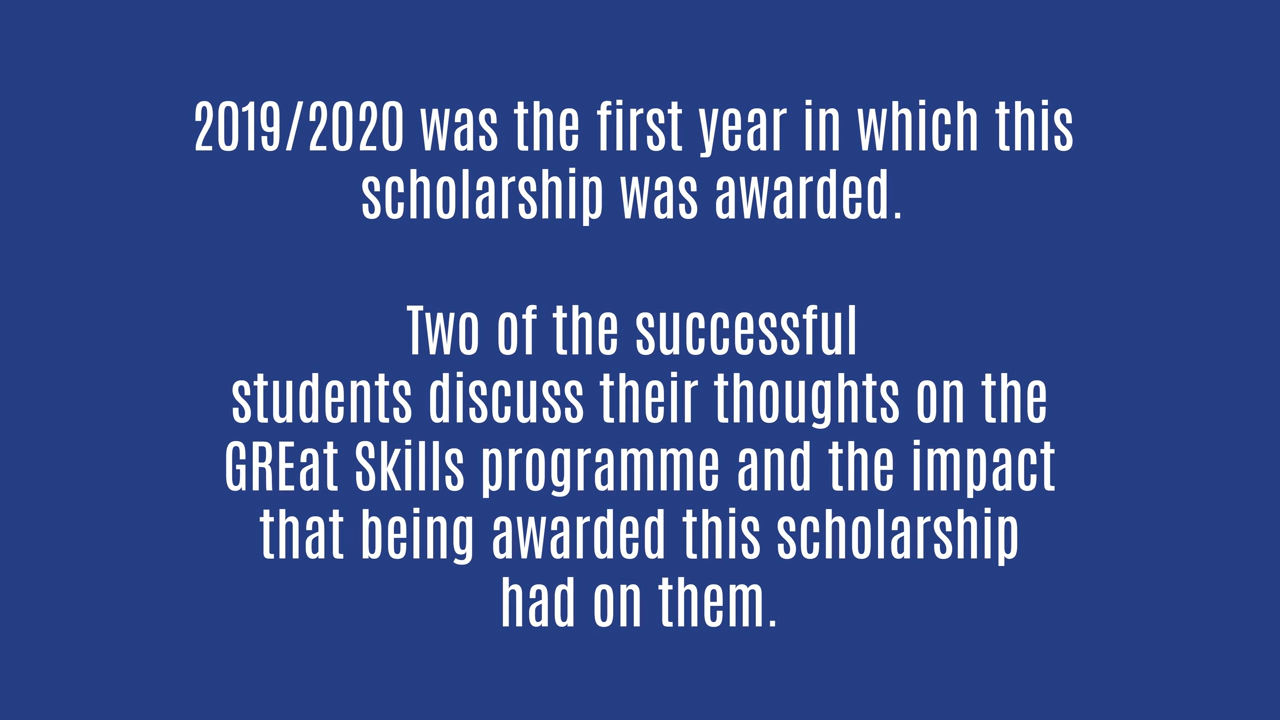 2019/2020 was the first year in which this
scholarship was awarded.
Two of the successful
students discuss their thoughts on the
GREat Skills programme and the impact
that being awarded this scholarship
had on them.